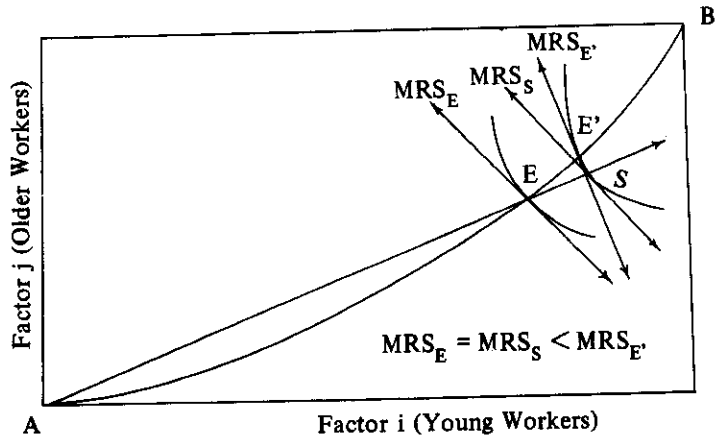 B
MRS_E'
MRS_S
MRS_E
E'
E
S
Factor j (Older Workers)
MRS_E = MRS_S < MRS_E'
A
Factor i (Young Workers)